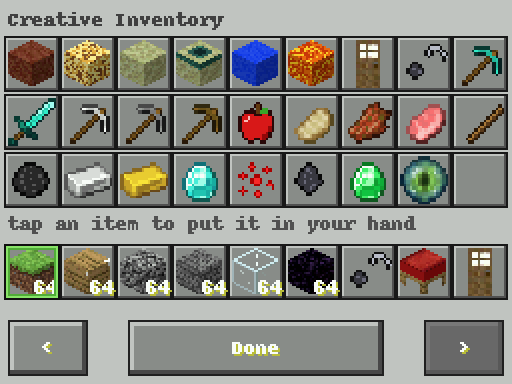 Creative Inventory
tap an item to put it in your hand
64 64 64 64 64 64
< Done >